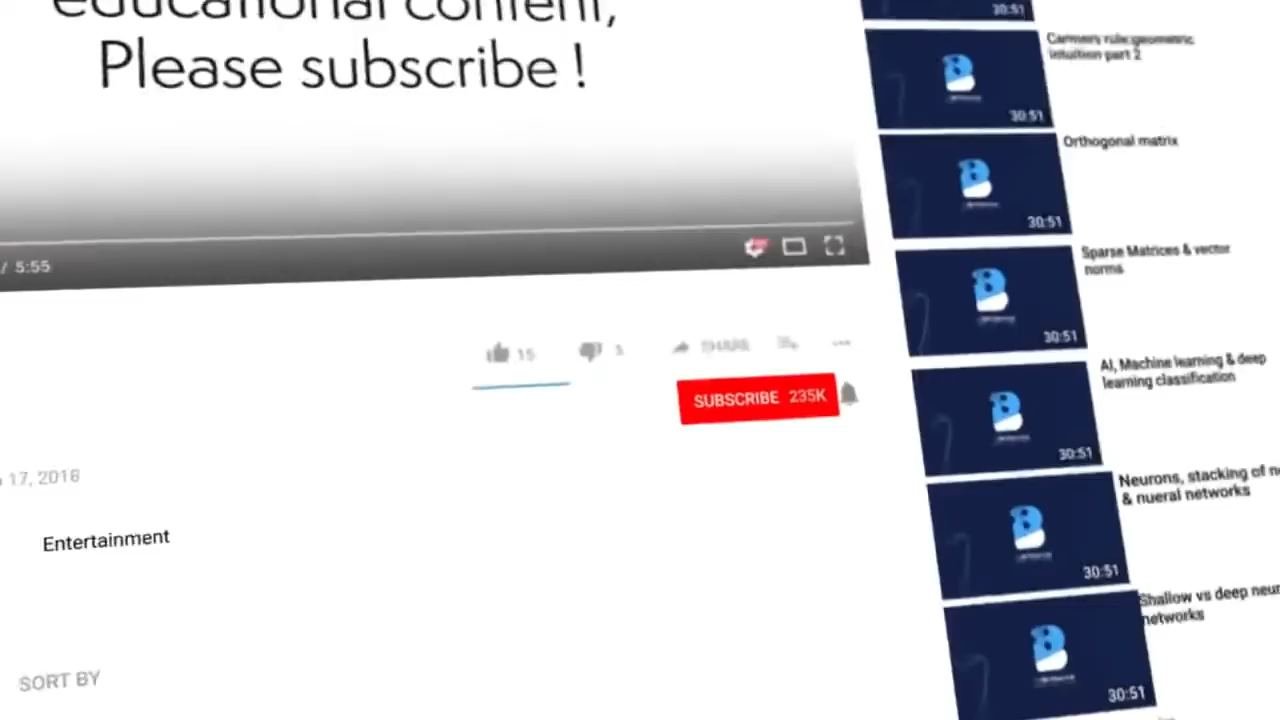 educational content,
Please subscribe !
/ 5:55
15
SHARE
SUBSCRIBE 235K
17, 2018
Entertainment
SORT BY
30:51
Carmers rule:geometric
intuition part 2
30:51
Orthogonal matrix
30:51
Sparse Matrices & vector
norms
30:51
AI, Machine learning & deep
learning classification
30:51
Neurons, stacking of
& nueral networks
30:51
Shallow vs deep
networks
30:51